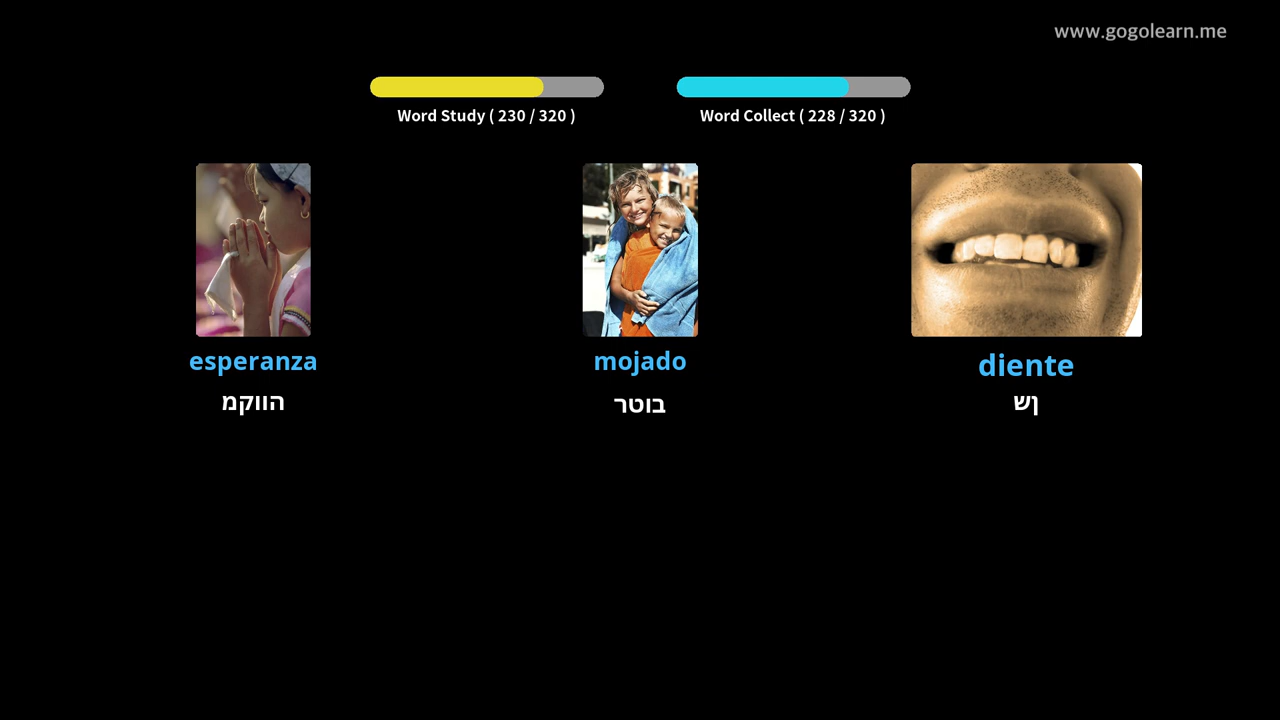 www.gogolearn.me
Word Study ( 230 / 320 )
Word Collect ( 228 / 320 )
esperanza
הווקמ
mojado
בוטר
diente
ןש